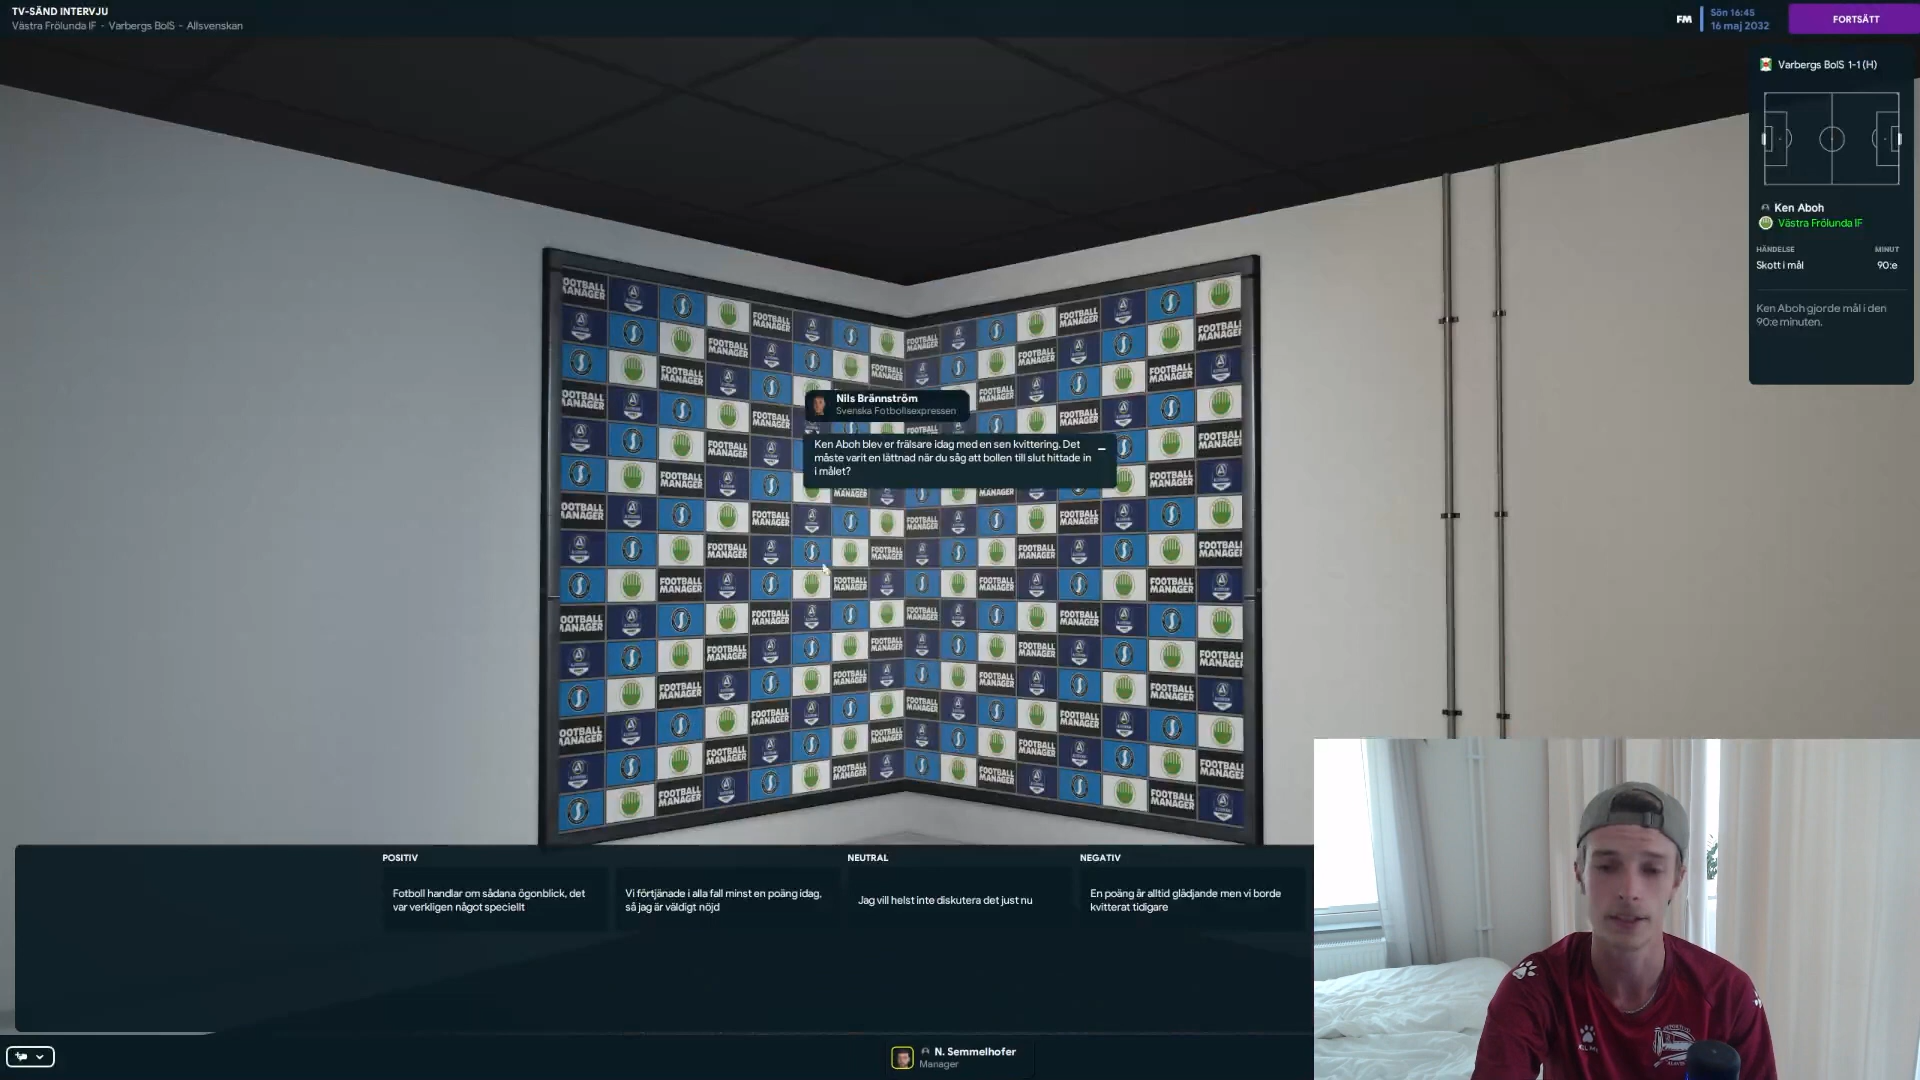 TV-SÄND INTERVJU
Västra Frölunda IF - Varbergs BoIS - Allsvenskan
FM
Sön 16:45
16 maj 2032
FORTSÄTT
Varbergs BoIS 1-1 (H)
Ken Aboh
Västra Frölunda IF
HÄNDELSE MINUT
Skott i mål 90:e
Ken Aboh gjorde mål i den
90:e minuten.
FOOTBALL MANAGER
Nils Brännström
Svenska Fotbollsexpressen
Ken Aboh blev er frälsare idag med en sen kvittering. Det
måste varit en lättnad när du såg att bollen till slut hittade in
i målet?
POSITIV
NEUTRAL
NEGATIV
Fotboll handlar om sådana ögonblick, det
var verkligen något speciellt
Vi förtjänade i alla fall minst en poäng idag,
så jag är väldigt nöjd
Jag vill helst inte diskutera det just nu
En poäng är alltid glädjande men vi borde
kvitterat tidigare
N. Semmelhofer
Manager